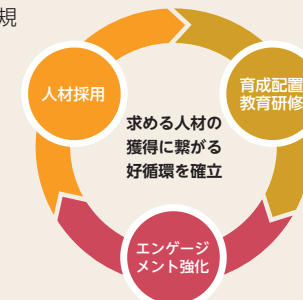 規
人材採用
育成配置
教育研修
求める人材の
獲得に繋がる
好循環を確立
エンゲージ
メント強化